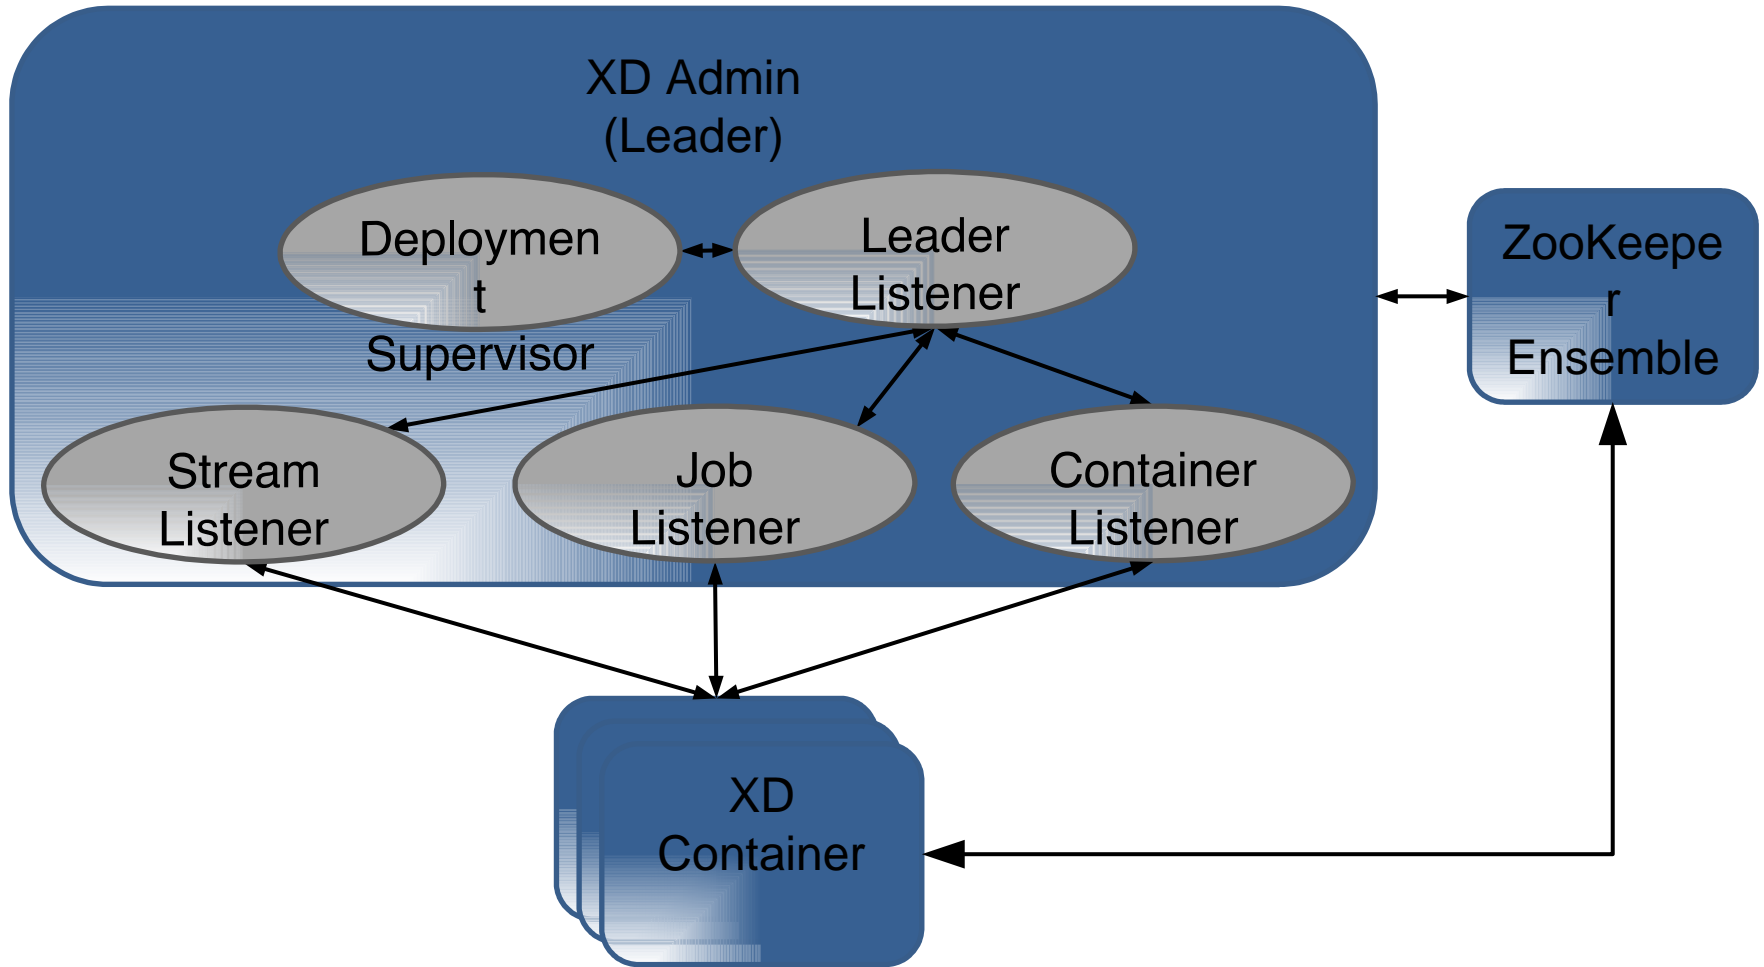 XD Admin
(Leader)
Deploymen
t
Supervisor
Leader
Listener
ZooKeepe
r
Ensemble
Stream
Listener
Job
Listener
Container
Listener
XD
Container